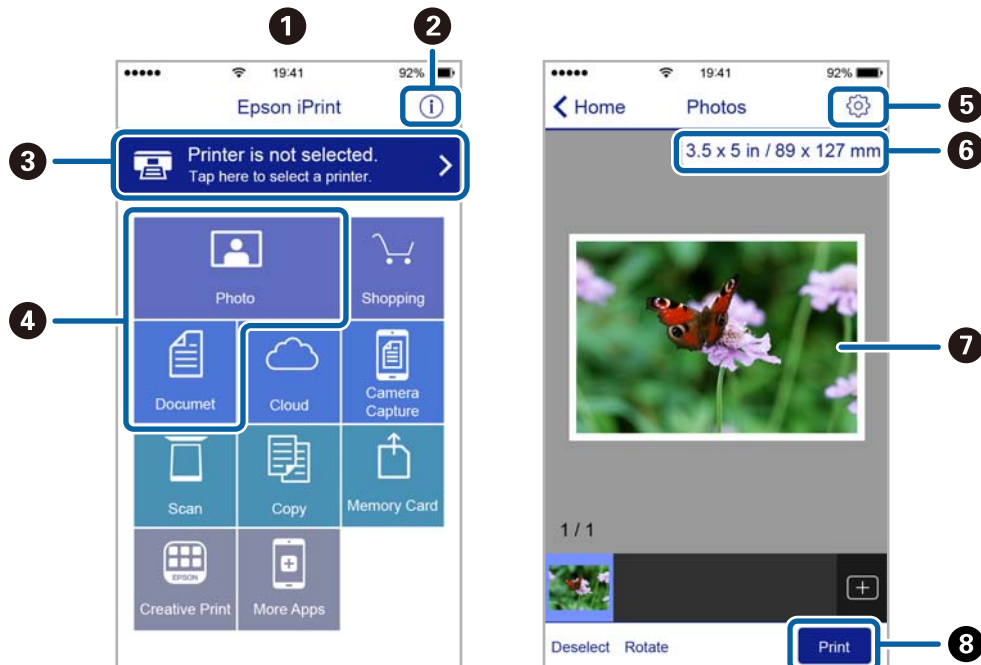 1
2
19:41
92%
Epson iPrint
3
Printer is not selected.
Tap here to select a printer.
4
Photo
Shopping
Documet
Cloud
Camera
Capture
Scan
Copy
Memory Card
EPSON
Creative Print
More Apps
19:41
92%
Home
Photos
5
3.5 x 5 in / 89 x 127 mm
6
7
1 / 1
Deselect
Rotate
Print
8